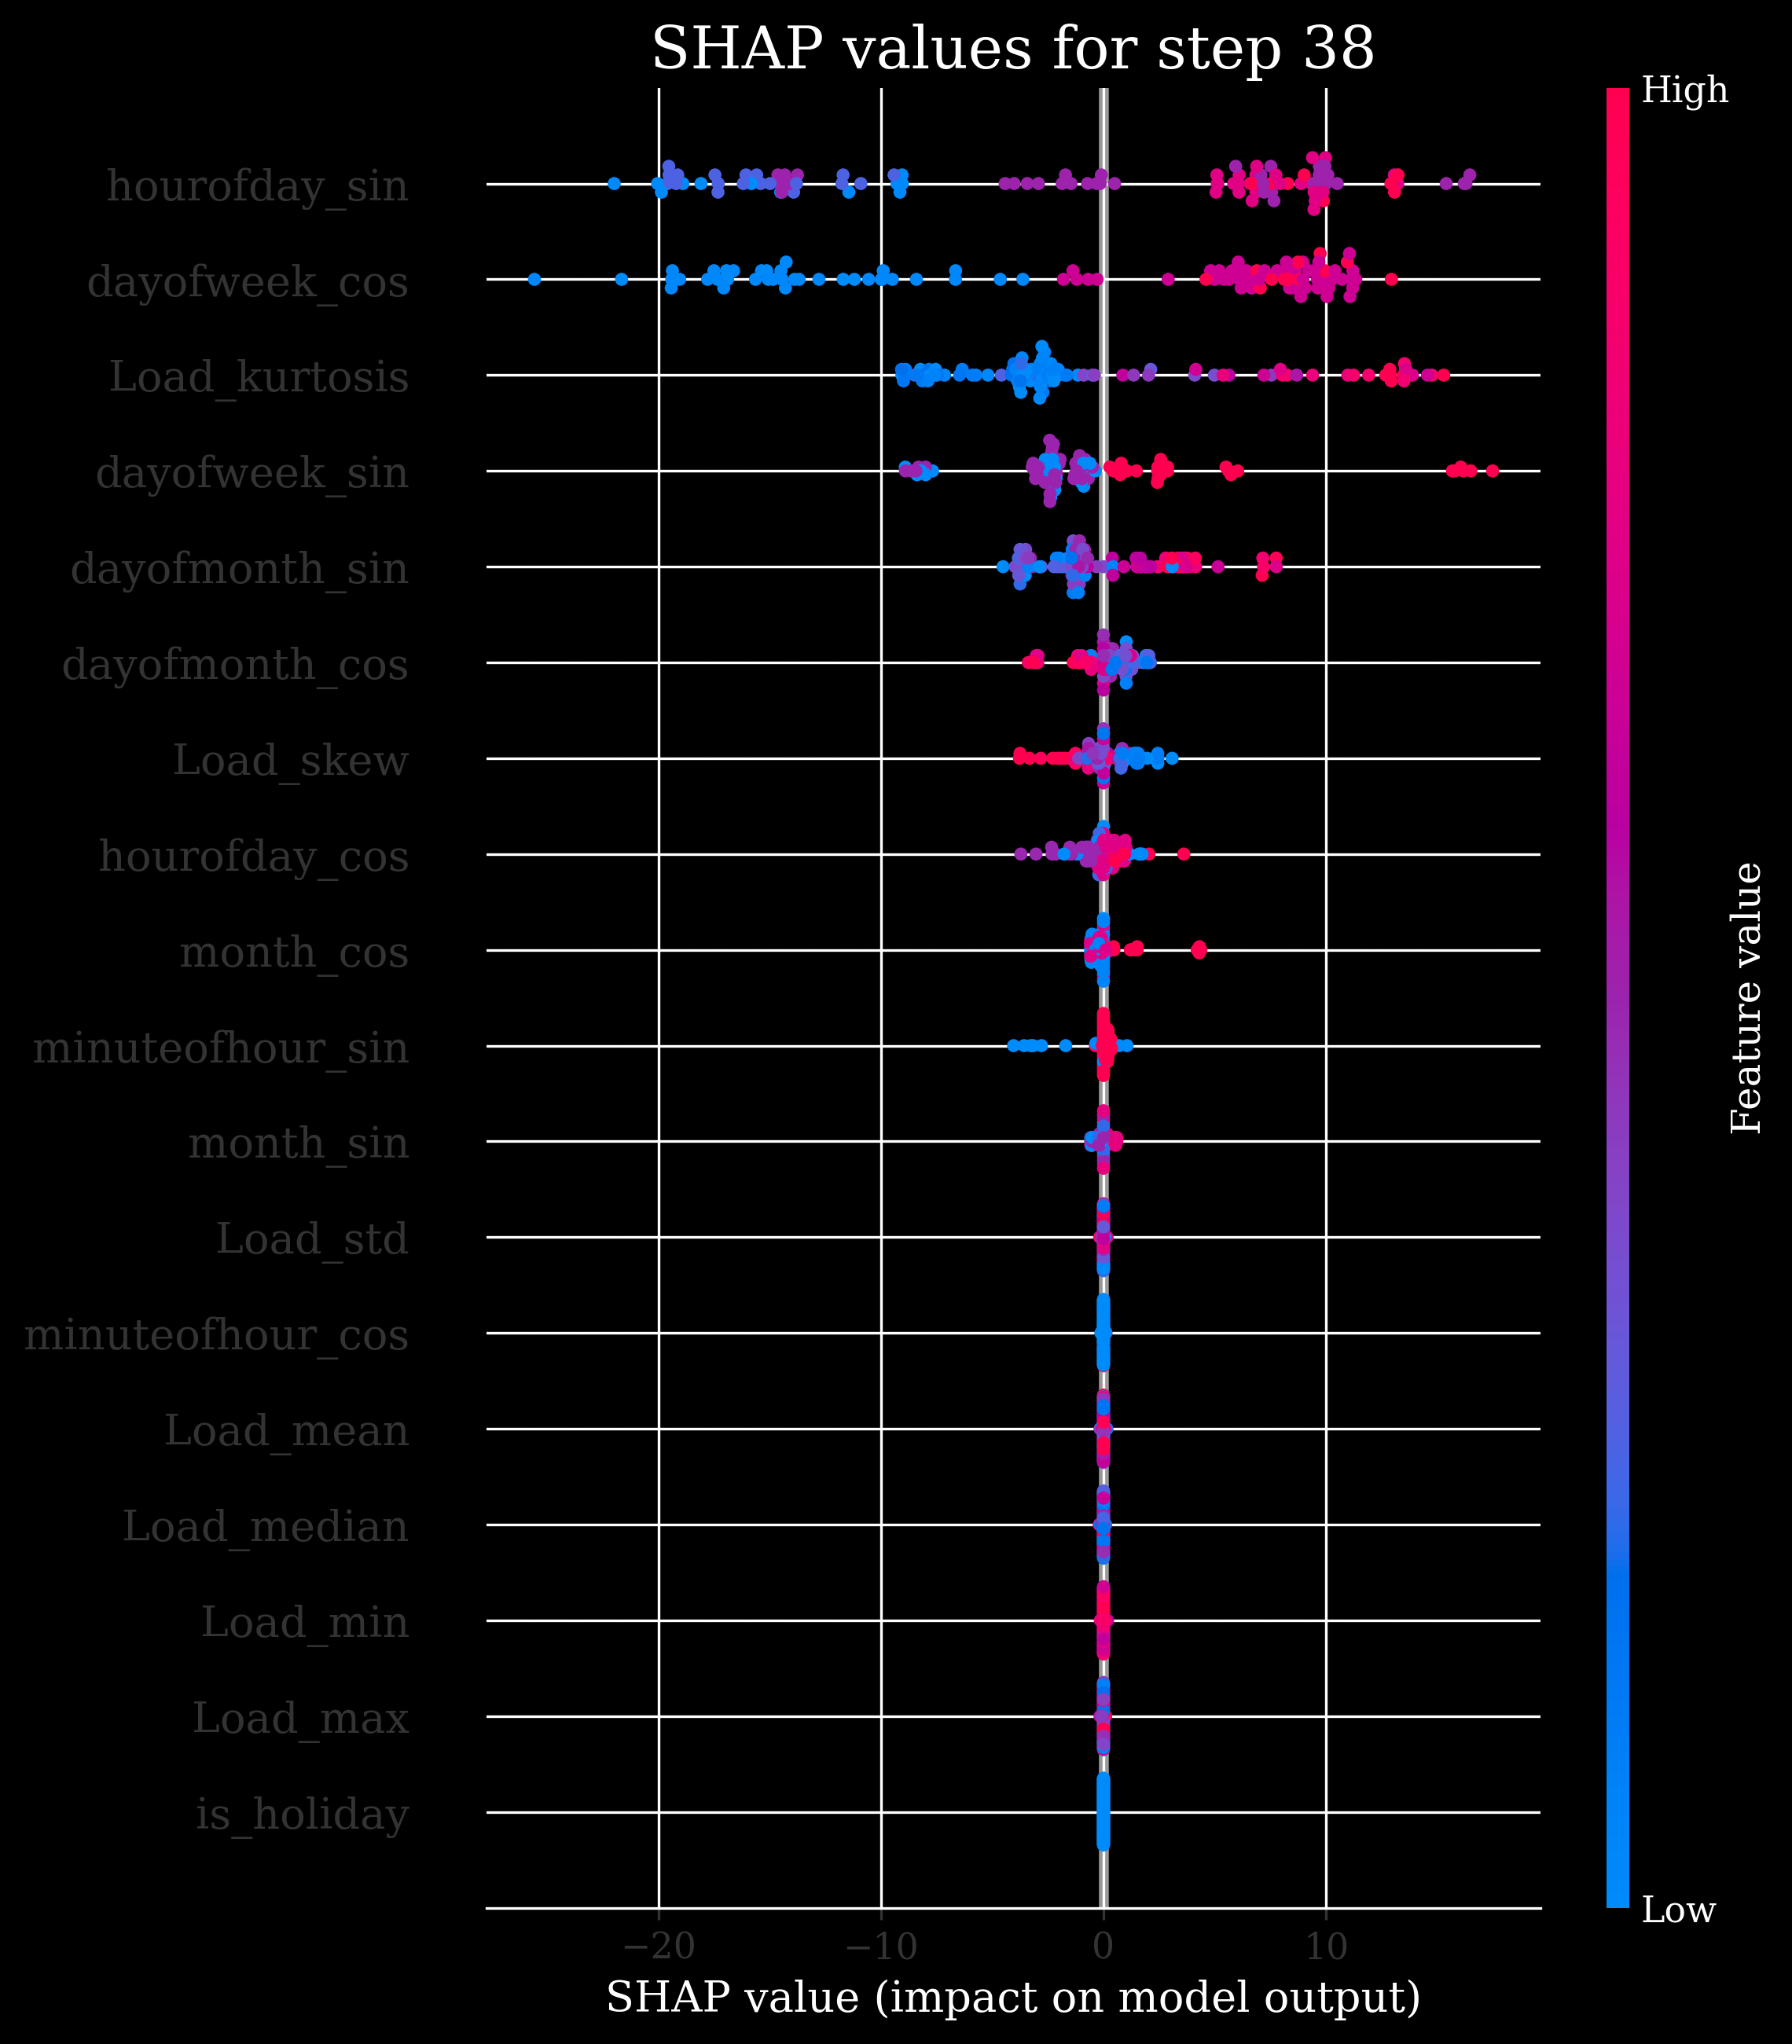 SHAP values for step 38
High
hourofday_sin
dayofweek_cos
Load_kurtosis
dayofweek_sin
dayofmonth_sin
dayofmonth_cos
Load_skew
hourofday_cos
month_cos
minuteofhour_sin
month_sin
Load_std
minuteofhour_cos
Load_mean
Load_median
Load_min
Load_max
is_holiday
Feature value
Low
−20 −10 0 10
SHAP value (impact on model output)